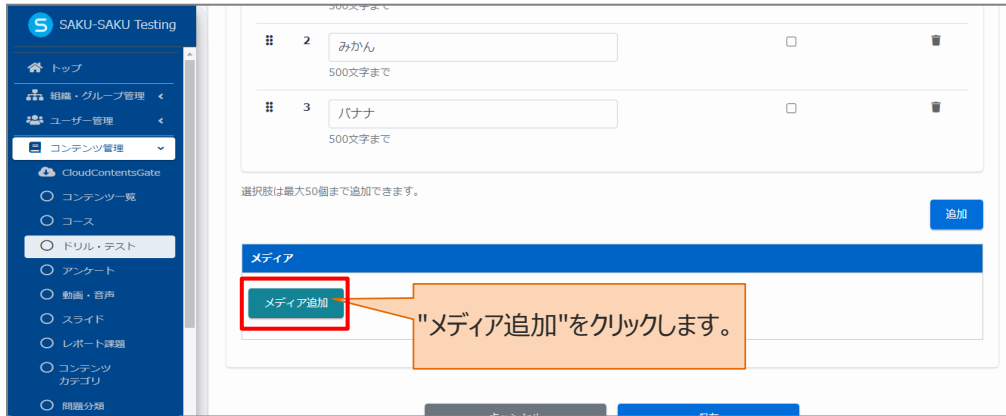 SAKU-SAKU Testing
トップ
組織・グループ管理
ユーザー管理
コンテンツ管理
CloudContentsGate
コンテンツ一覧
コース
ドリル・テスト
アンケート
動画・音声
スライド
レポート課題
コンテンツ
カテゴリ
問題分類
500文字まで
2
みかん
500文字まで
3
バナナ
500文字まで
選択肢は最大50個まで追加できます。
追加
メディア
メディア追加
"メディア追加"をクリックします。